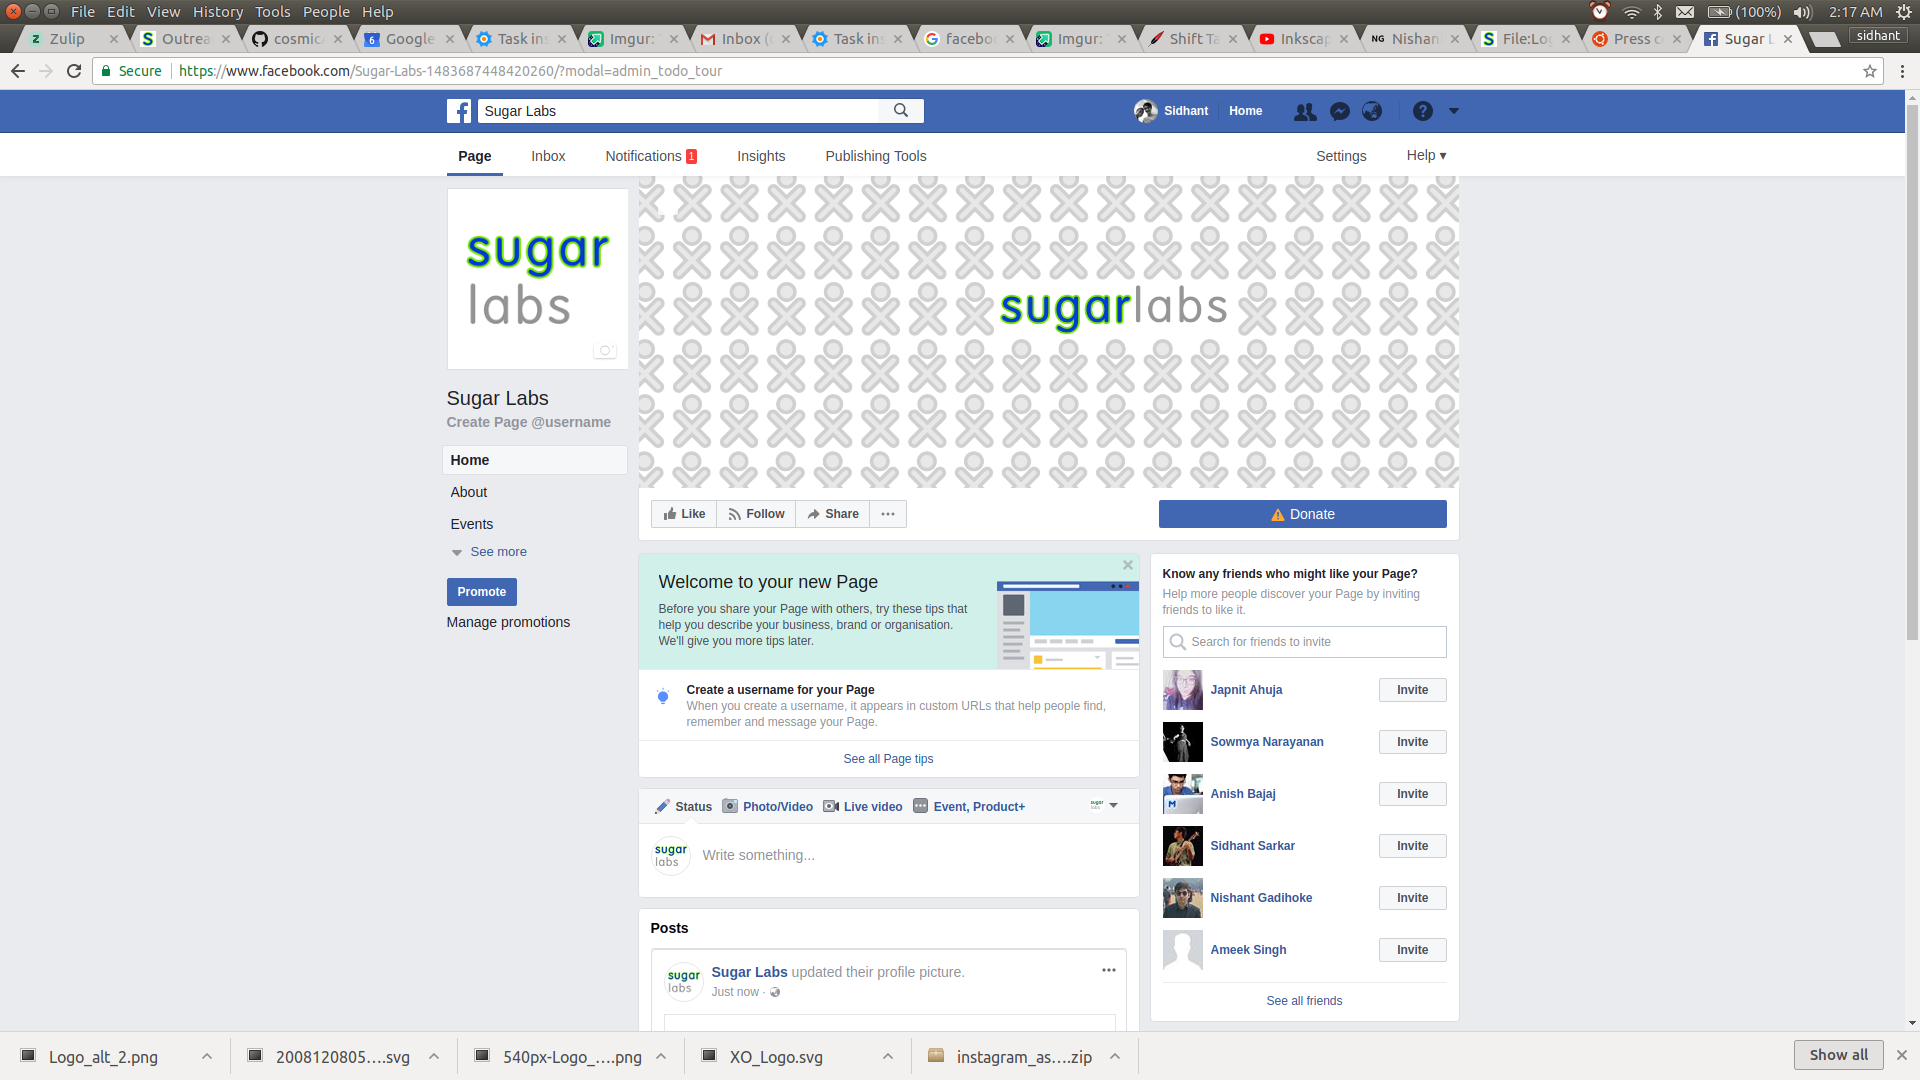 File Edit View History Tools People Help
(100%) 2:17 AM
Zulip Outrea cosmic Google Task ins Imgur: Inbox ( Task ins facebo Imgur: Shift Ta Inkscap NG Nishan File:Lo Press c Sugar L sidhant
Secure https://www.facebook.com/Sugar-Labs-1483687448420260/?modal=admin_todo_tour
Sugar Labs Sidhant Home
Page Inbox Notifications 1 Insights Publishing Tools Settings Help ▾
sugar
labs
sugarlabs
Sugar Labs
Create Page @username
Home
About
Events
See more
Promote
Manage promotions
Like Follow Share ... Donate
Welcome to your new Page
Before you share your Page with others, try these tips that
help you describe your business, brand or organisation.
We'll give you more tips later.
Create a username for your Page
When you create a username, it appears in custom URLs that help people find,
remember and message your Page.
See all Page tips
Status Photo/Video Live video Event, Product+
sugar
labs
Write something...
Posts
sugar
labs
Sugar Labs updated their profile picture.
Just now ·
Know any friends who might like your Page?
Help more people discover your Page by inviting
friends to like it.
Search for friends to invite
Japnit Ahuja Invite
Sowmya Narayanan Invite
Anish Bajaj Invite
Sidhant Sarkar Invite
Nishant Gadihoke Invite
Ameek Singh Invite
See all friends
Logo_alt_2.png 2008120805....svg 540px-Logo_....png XO_Logo.svg instagram_as....zip Show all